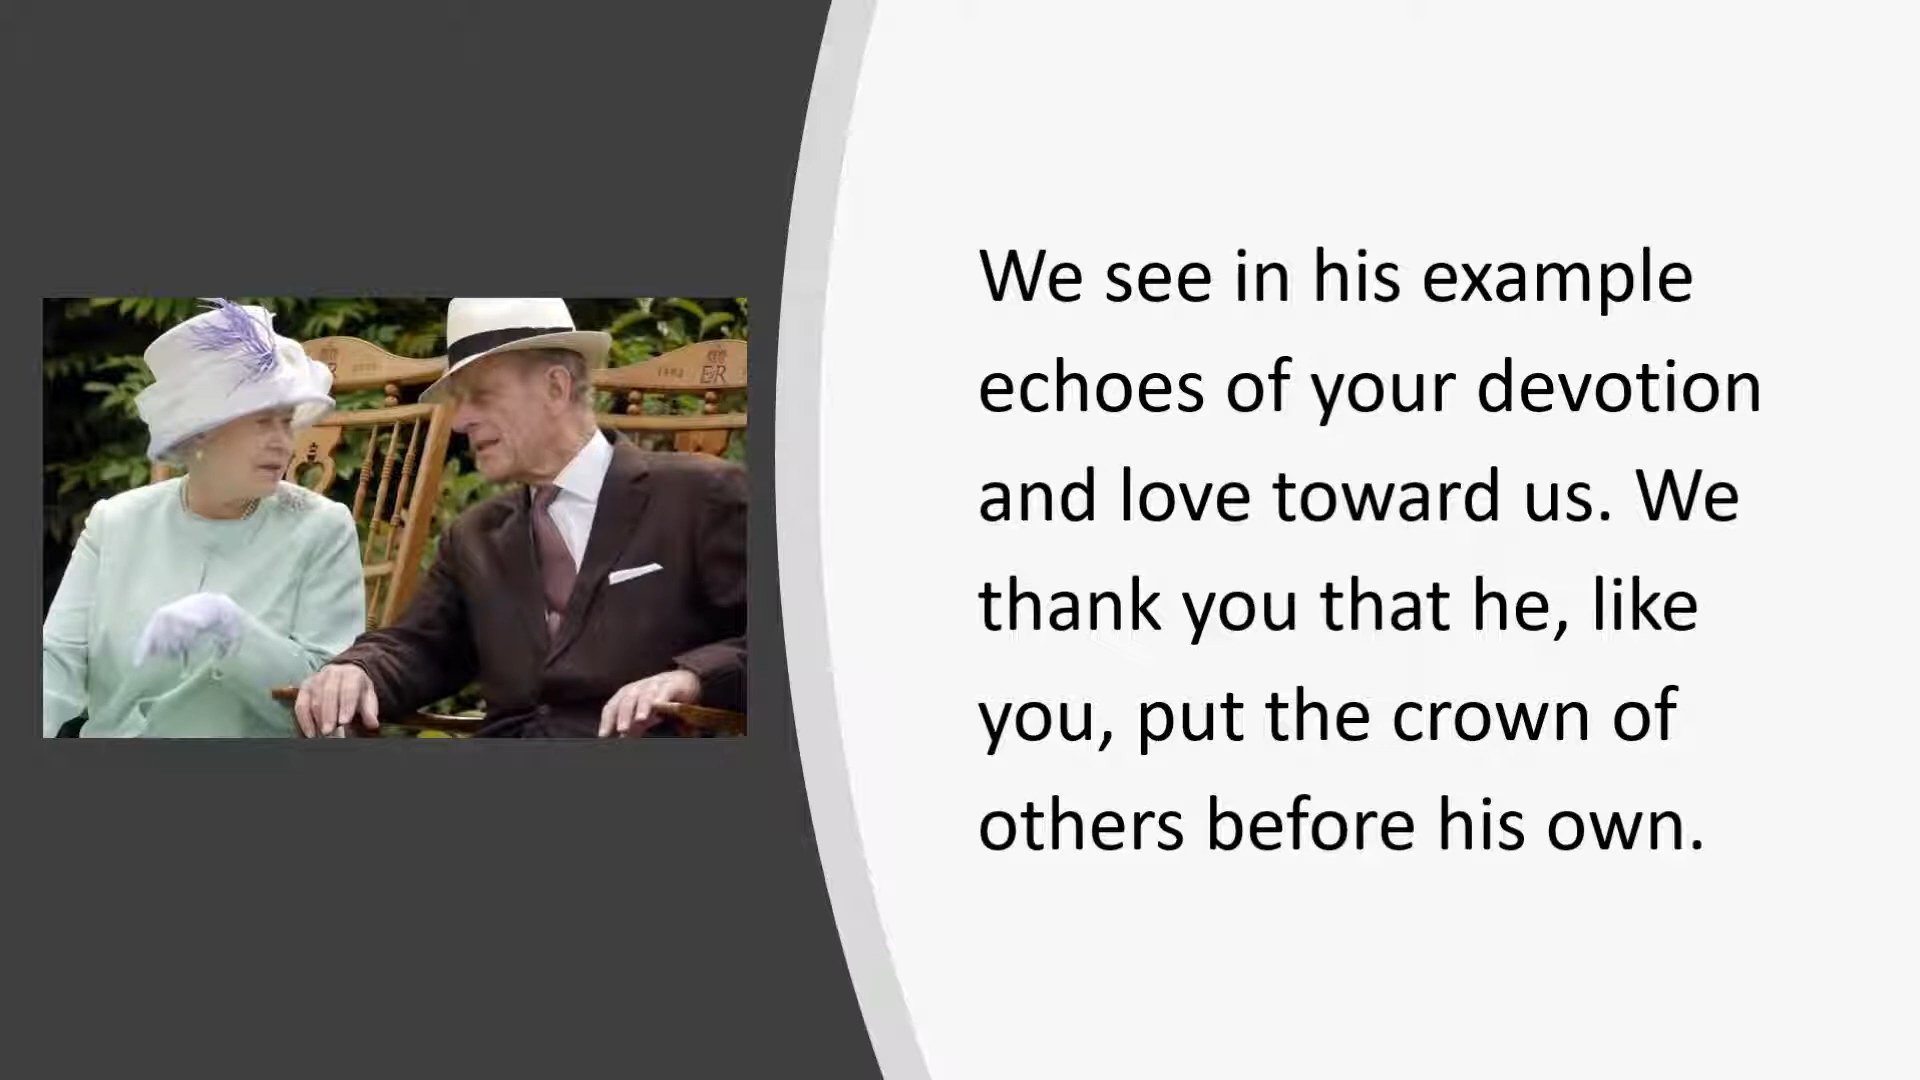 We see in his example
echoes of your devotion
and love toward us. We
thank you that he, like
you, put the crown of
others before his own.
E R